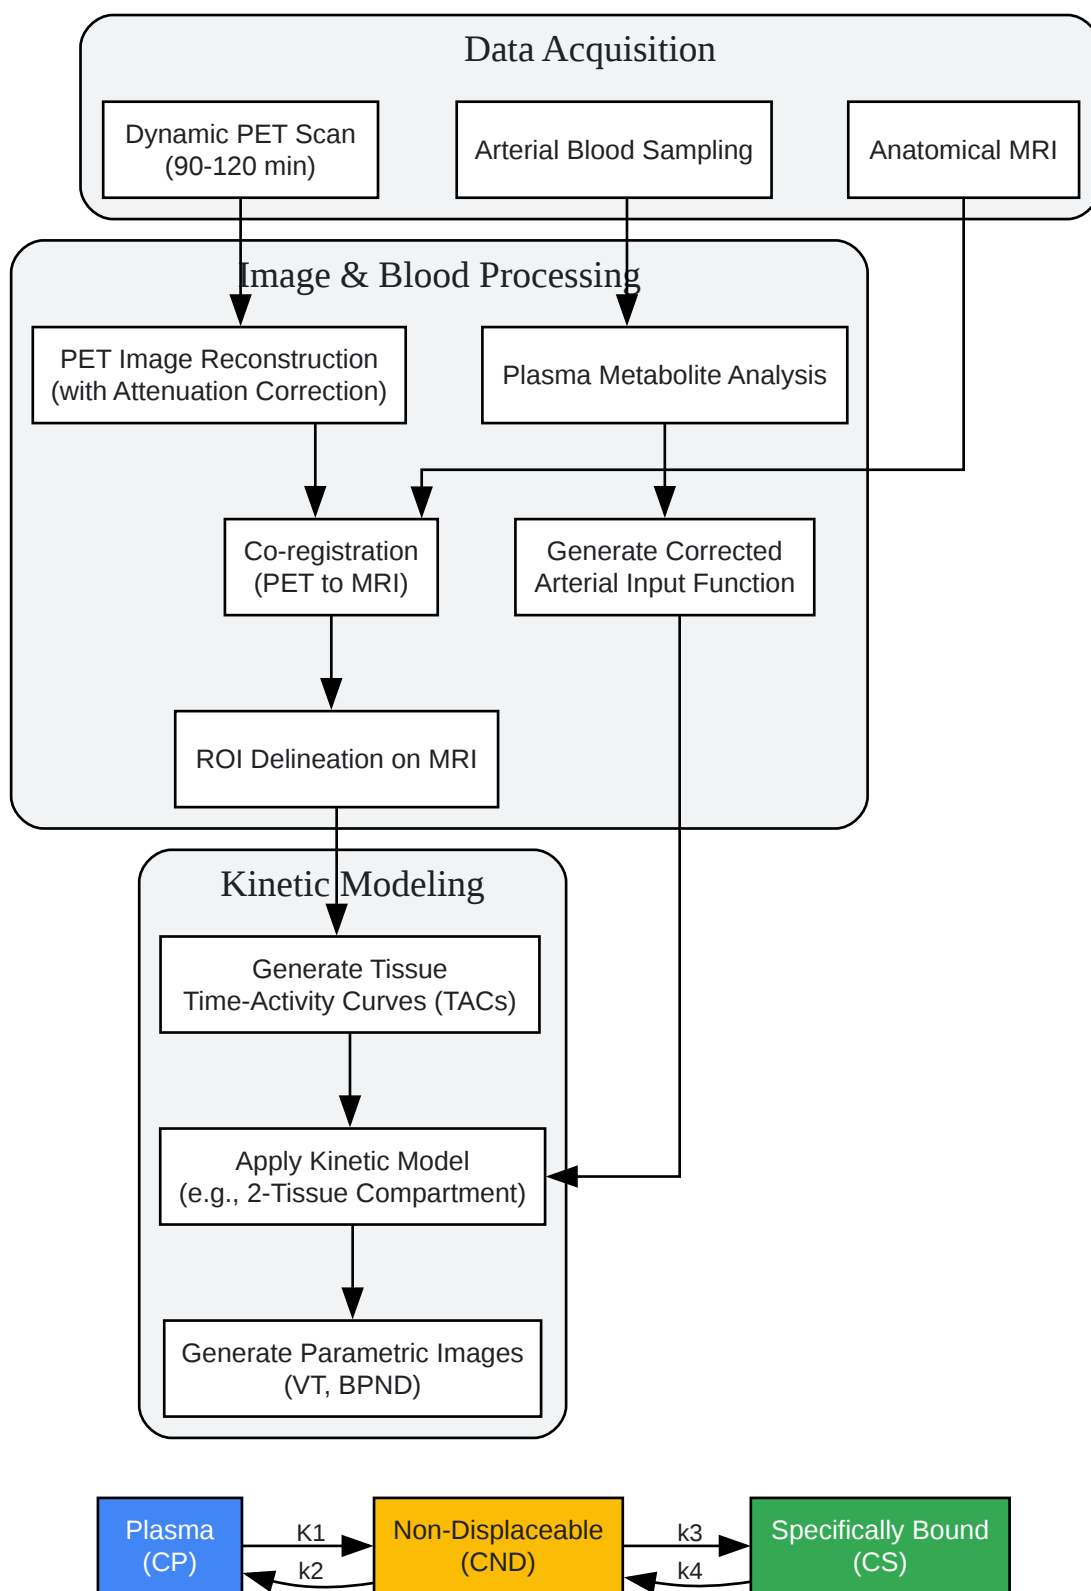 Data Acquisition
Dynamic PET Scan
(90-120 min)
Arterial Blood Sampling
Anatomical MRI
Image & Blood Processing
PET Image Reconstruction
(with Attenuation Correction)
Plasma Metabolite Analysis
Co-registration
(PET to MRI)
Generate Corrected
Arterial Input Function
ROI Delineation on MRI
Kinetic Modeling
Generate Tissue
Time-Activity Curves (TACs)
Apply Kinetic Model
(e.g., 2-Tissue Compartment)
Generate Parametric Images
(VT, BPND)
Plasma
(CP)
K1
k2
Non-Displaceable
(CND)
k3
k4
Specifically Bound
(CS)